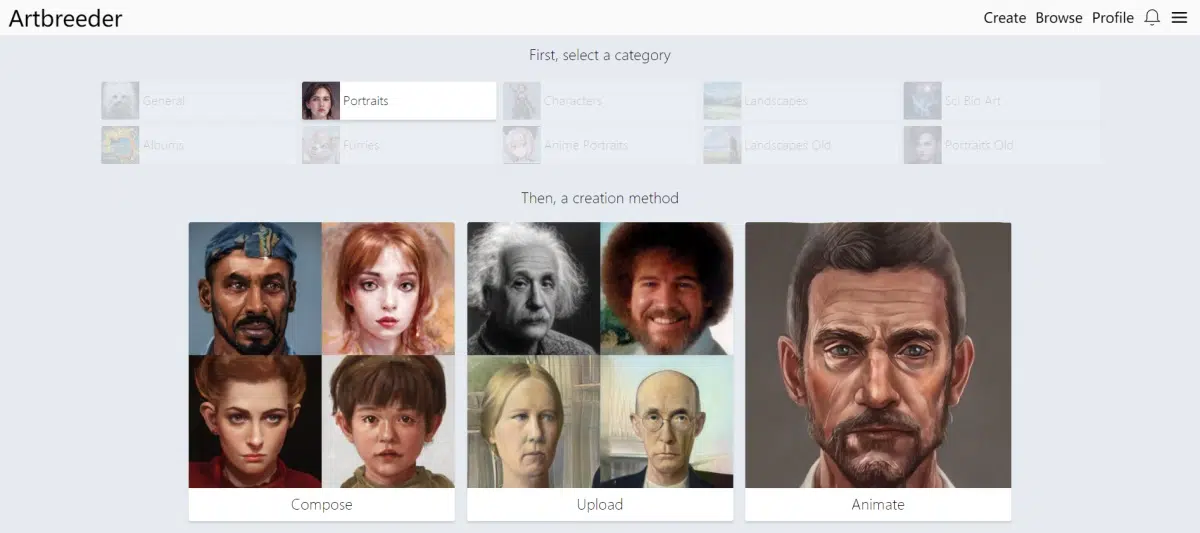 Artbreeder
Create Browse Profile
First, select a category
General Portraits Characters Landscapes Sci Bio Art
Albums Furries Anime Portraits Landscapes Old Portraits Old
Then, a creation method
Compose Upload Animate